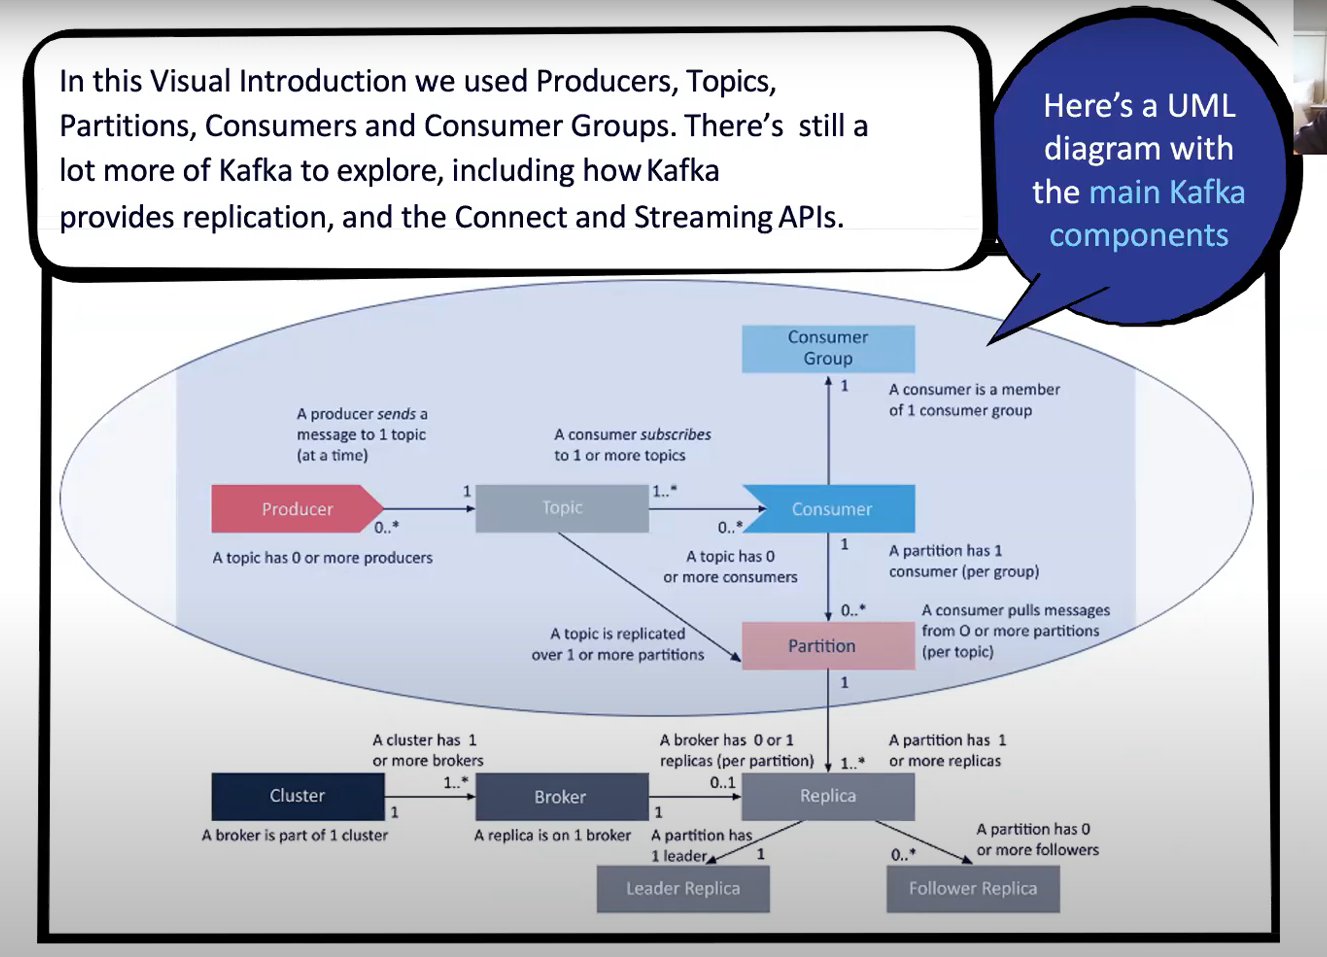 In this Visual Introduction we used Producers, Topics,
Partitions, Consumers and Consumer Groups. There's still a
lot more of Kafka to explore, including how Kafka
provides replication, and the Connect and Streaming APIs.
Here's a UML
diagram with
the main Kafka
components
Consumer
Group
1
A consumer is a member
of 1 consumer group
A producer sends a
message to 1 topic
(at a time)
A consumer subscribes
to 1 or more topics
Producer
1
0..*
Topic
1..*
0..*
Consumer
A topic has 0 or more producers
A topic has 0
or more consumers
1
A partition has 1
consumer (per group)
0..*
A consumer pulls messages
from O or more partitions
(per topic)
A topic is replicated
over 1 or more partitions
Partition
1
A cluster has 1
or more brokers
A broker has 0 or 1
replicas (per partition)
1..*
A partition has 1
or more replicas
Cluster
1..*
1
Broker
0..1
1
Replica
A broker is part of 1 cluster
A replica is on 1 broker
A partition has
1 leader
1
0..*
A partition has 0
or more followers
Leader Replica
Follower Replica